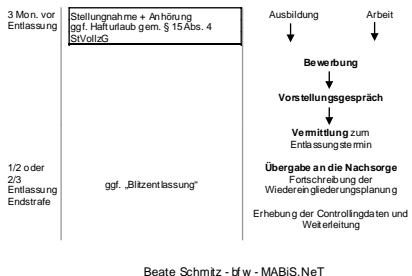 3 Mon. vor
Entlassung
Stellungnahme + Anhörung
ggf. Hafturlaub gem. § 15 Abs. 4
StVollzG
Ausbildung
Arbeit
Bewerbung
Vorstellungsgespräch
Vermittlung zum
Entlassungstermin
1/2 oder
2/3
Entlassung
Endstrafe
ggf. „Blitzentlassung“
Übergabe an die Nachsorge
Fortschreibung der
Wiedereingliederungsplanung
Erhebung der Controllingdaten und
Weiterleitung
Beate Schmitz - bfw - MABiS.NeT